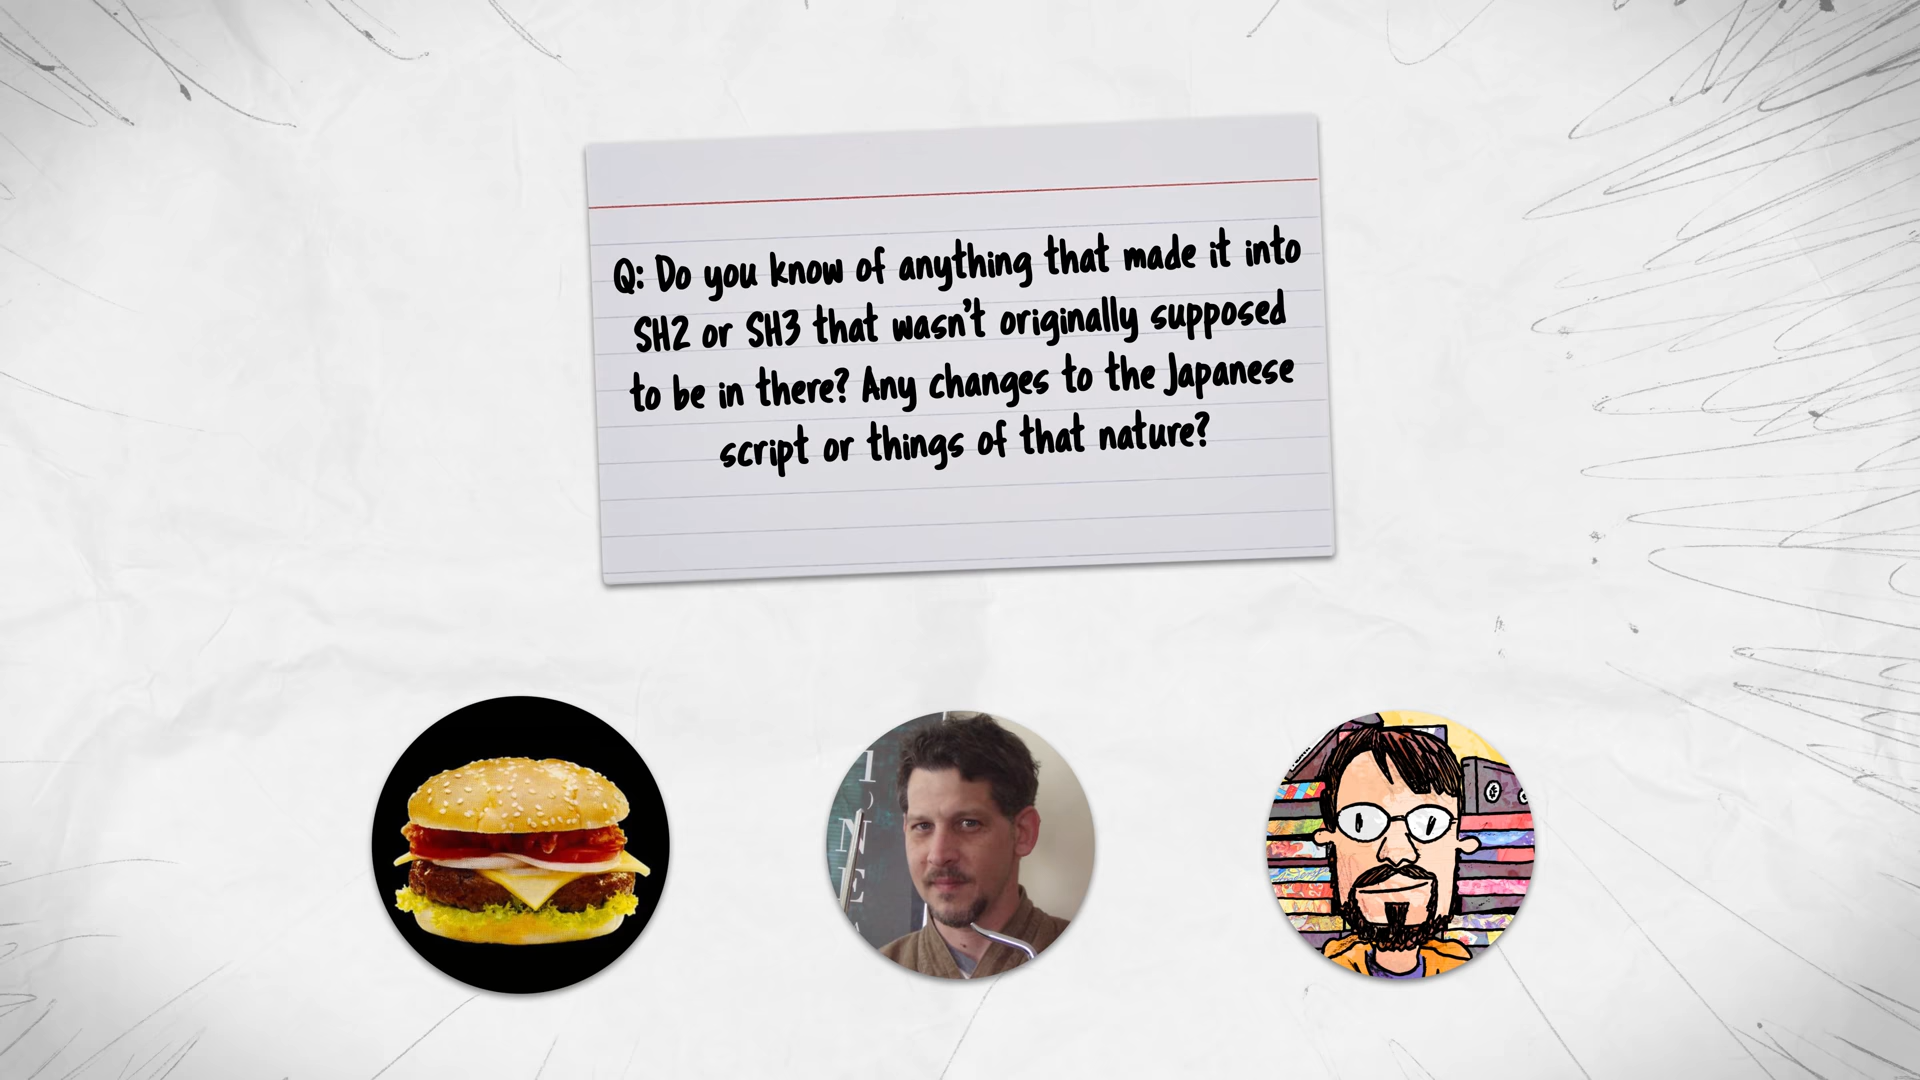 Q: Do you know of anything that made it into
SH2 or SH3 that wasn't originally supposed
to be in there? Any changes to the Japanese
script or things of that nature?